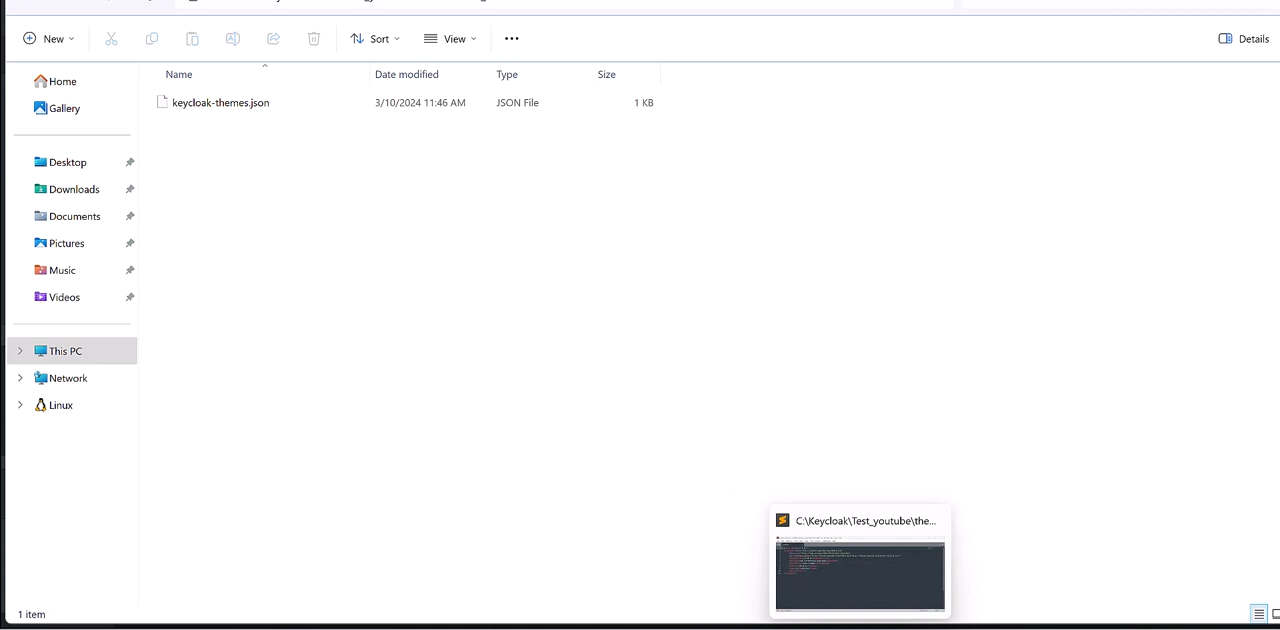 New
Sort
View
Details
Name Date modified Type Size
keycloak-themes.json 3/10/2024 11:46 AM JSON File 1 KB
Home
Gallery
Desktop
Downloads
Documents
Pictures
Music
Videos
This PC
Network
Linux
C:\Keycloak\Test_youtube\the...
1 item